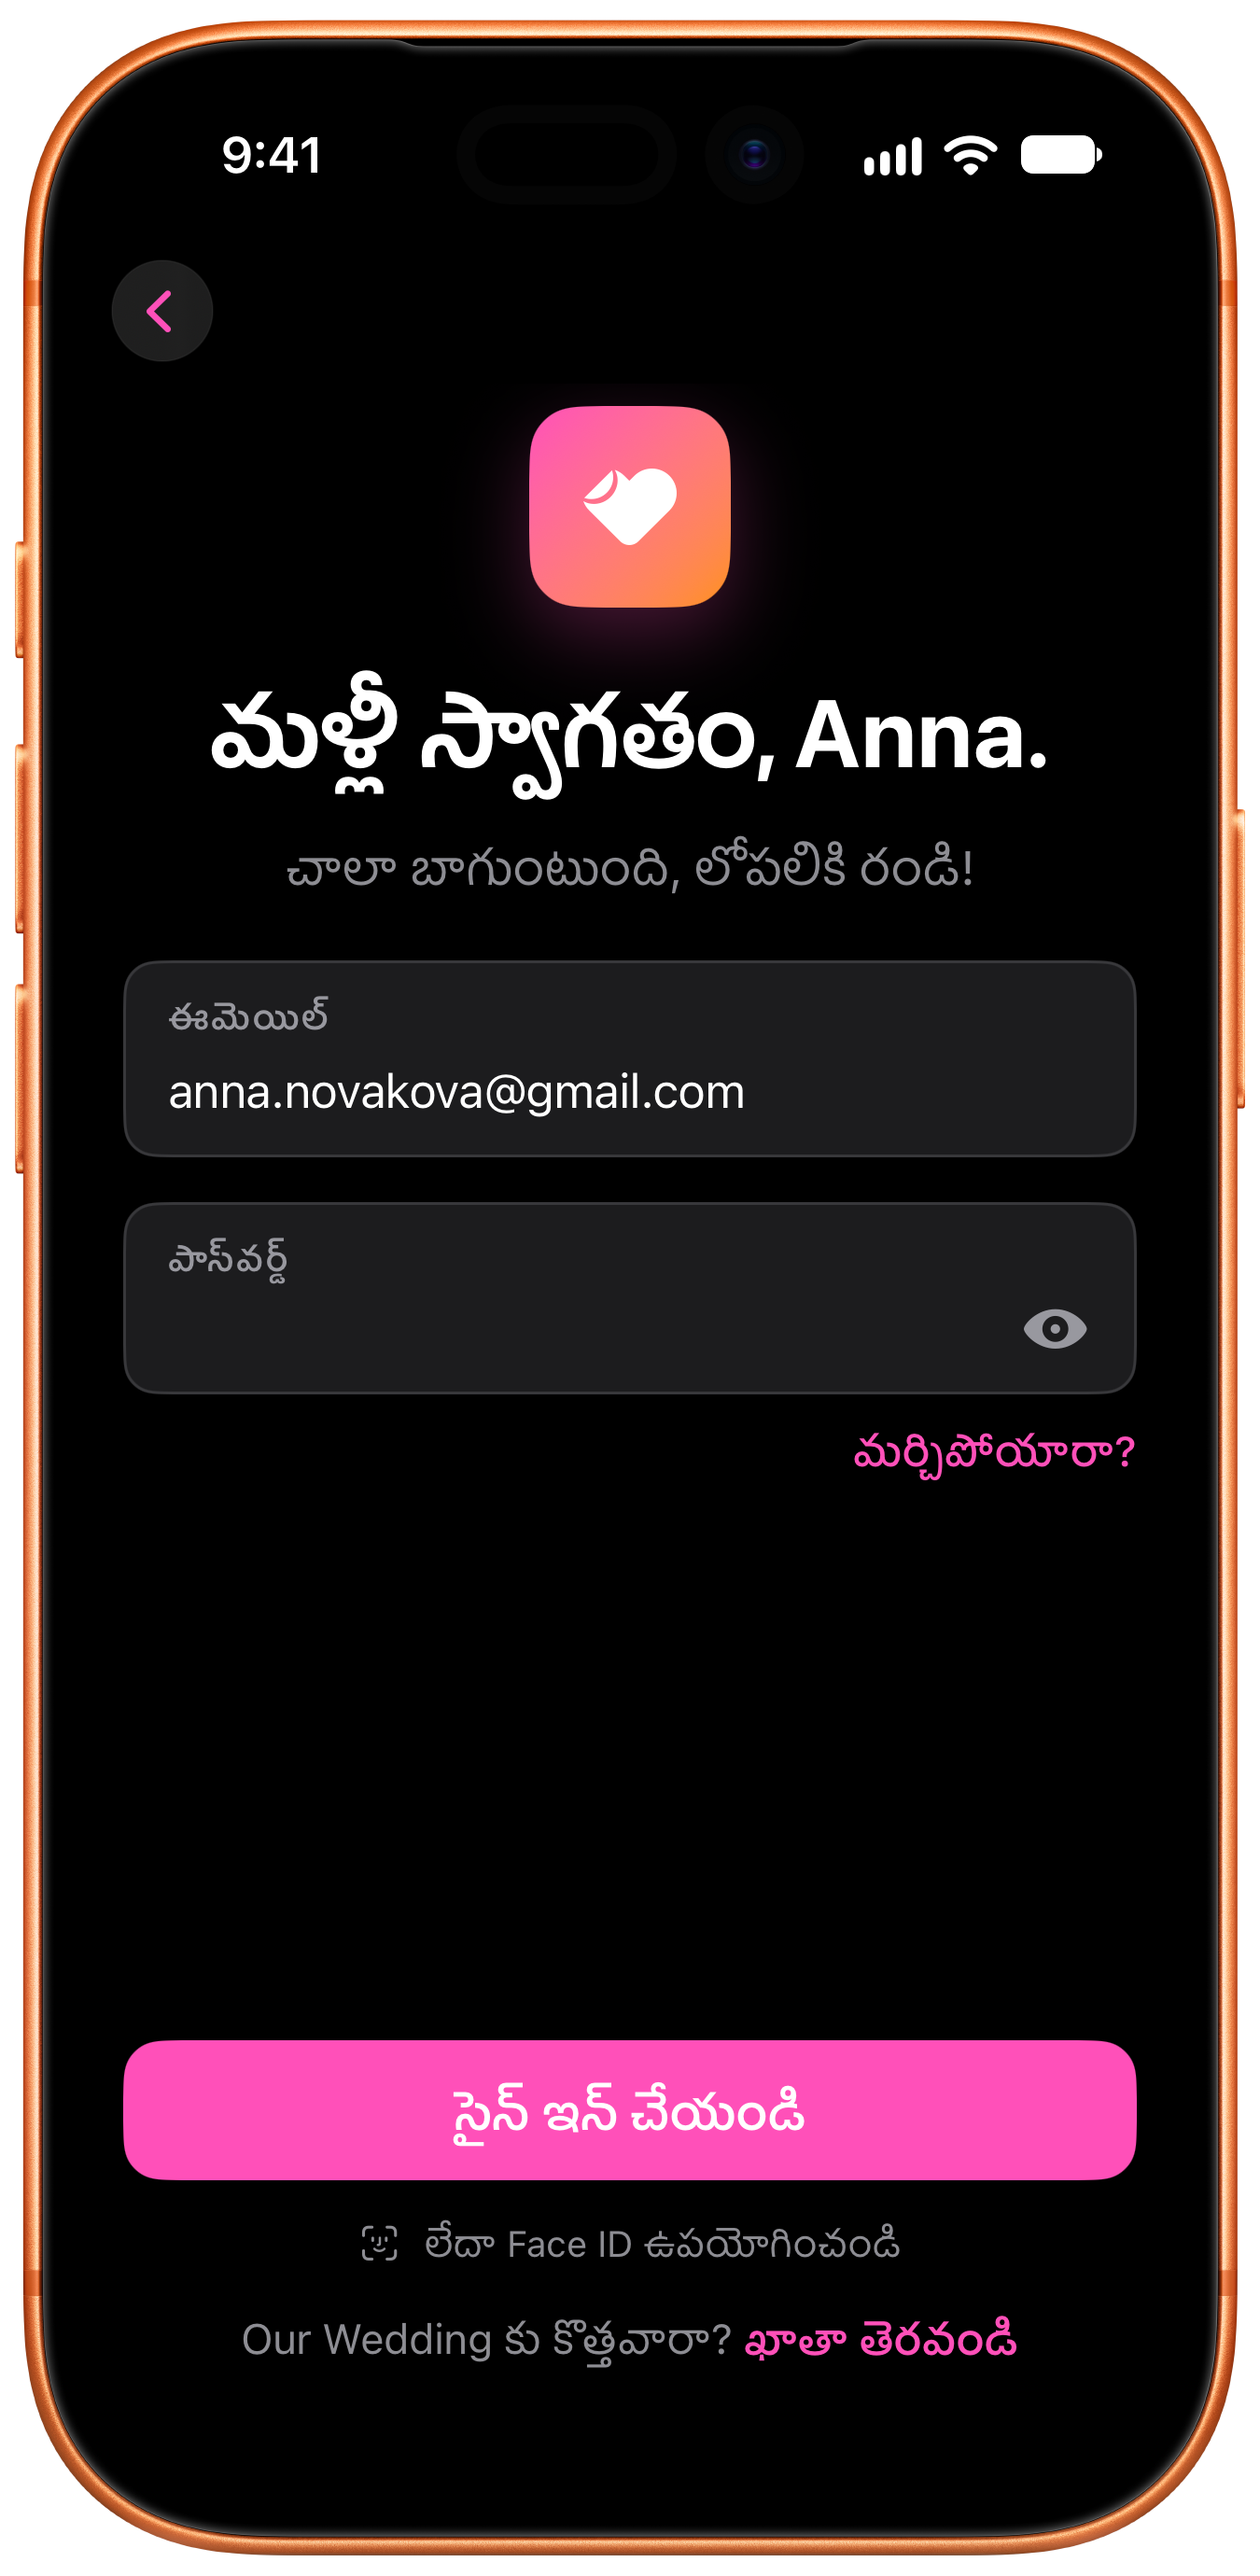 9:41
మళ్లీ స్వాగతం, Anna.
చాలా బాగుంటుంది, లోపలికి రండి!
ఈమెయిల్
anna.novakova@gmail.com
పాస్‌వర్డ్
మర్చిపోయారా?
సైన్ ఇన్ చేయండి
లేదా Face ID ఉపయోగించండి
Our Wedding కు కొత్తవారా? ఖాతా తెరవండి